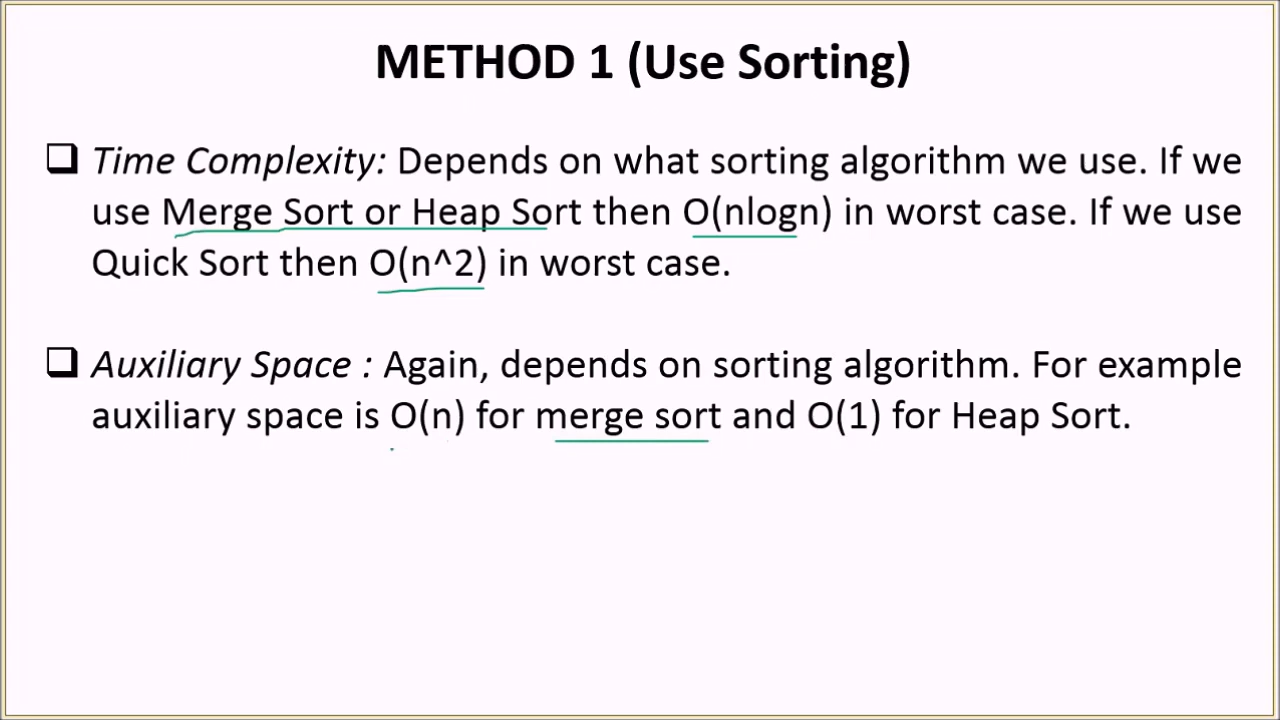 METHOD 1 (Use Sorting)
❑ Time Complexity: Depends on what sorting algorithm we use. If we
use Merge Sort or Heap Sort then O(nlogn) in worst case. If we use
Quick Sort then O(n^2) in worst case.
❑ Auxiliary Space : Again, depends on sorting algorithm. For example
auxiliary space is O(n) for merge sort and O(1) for Heap Sort.